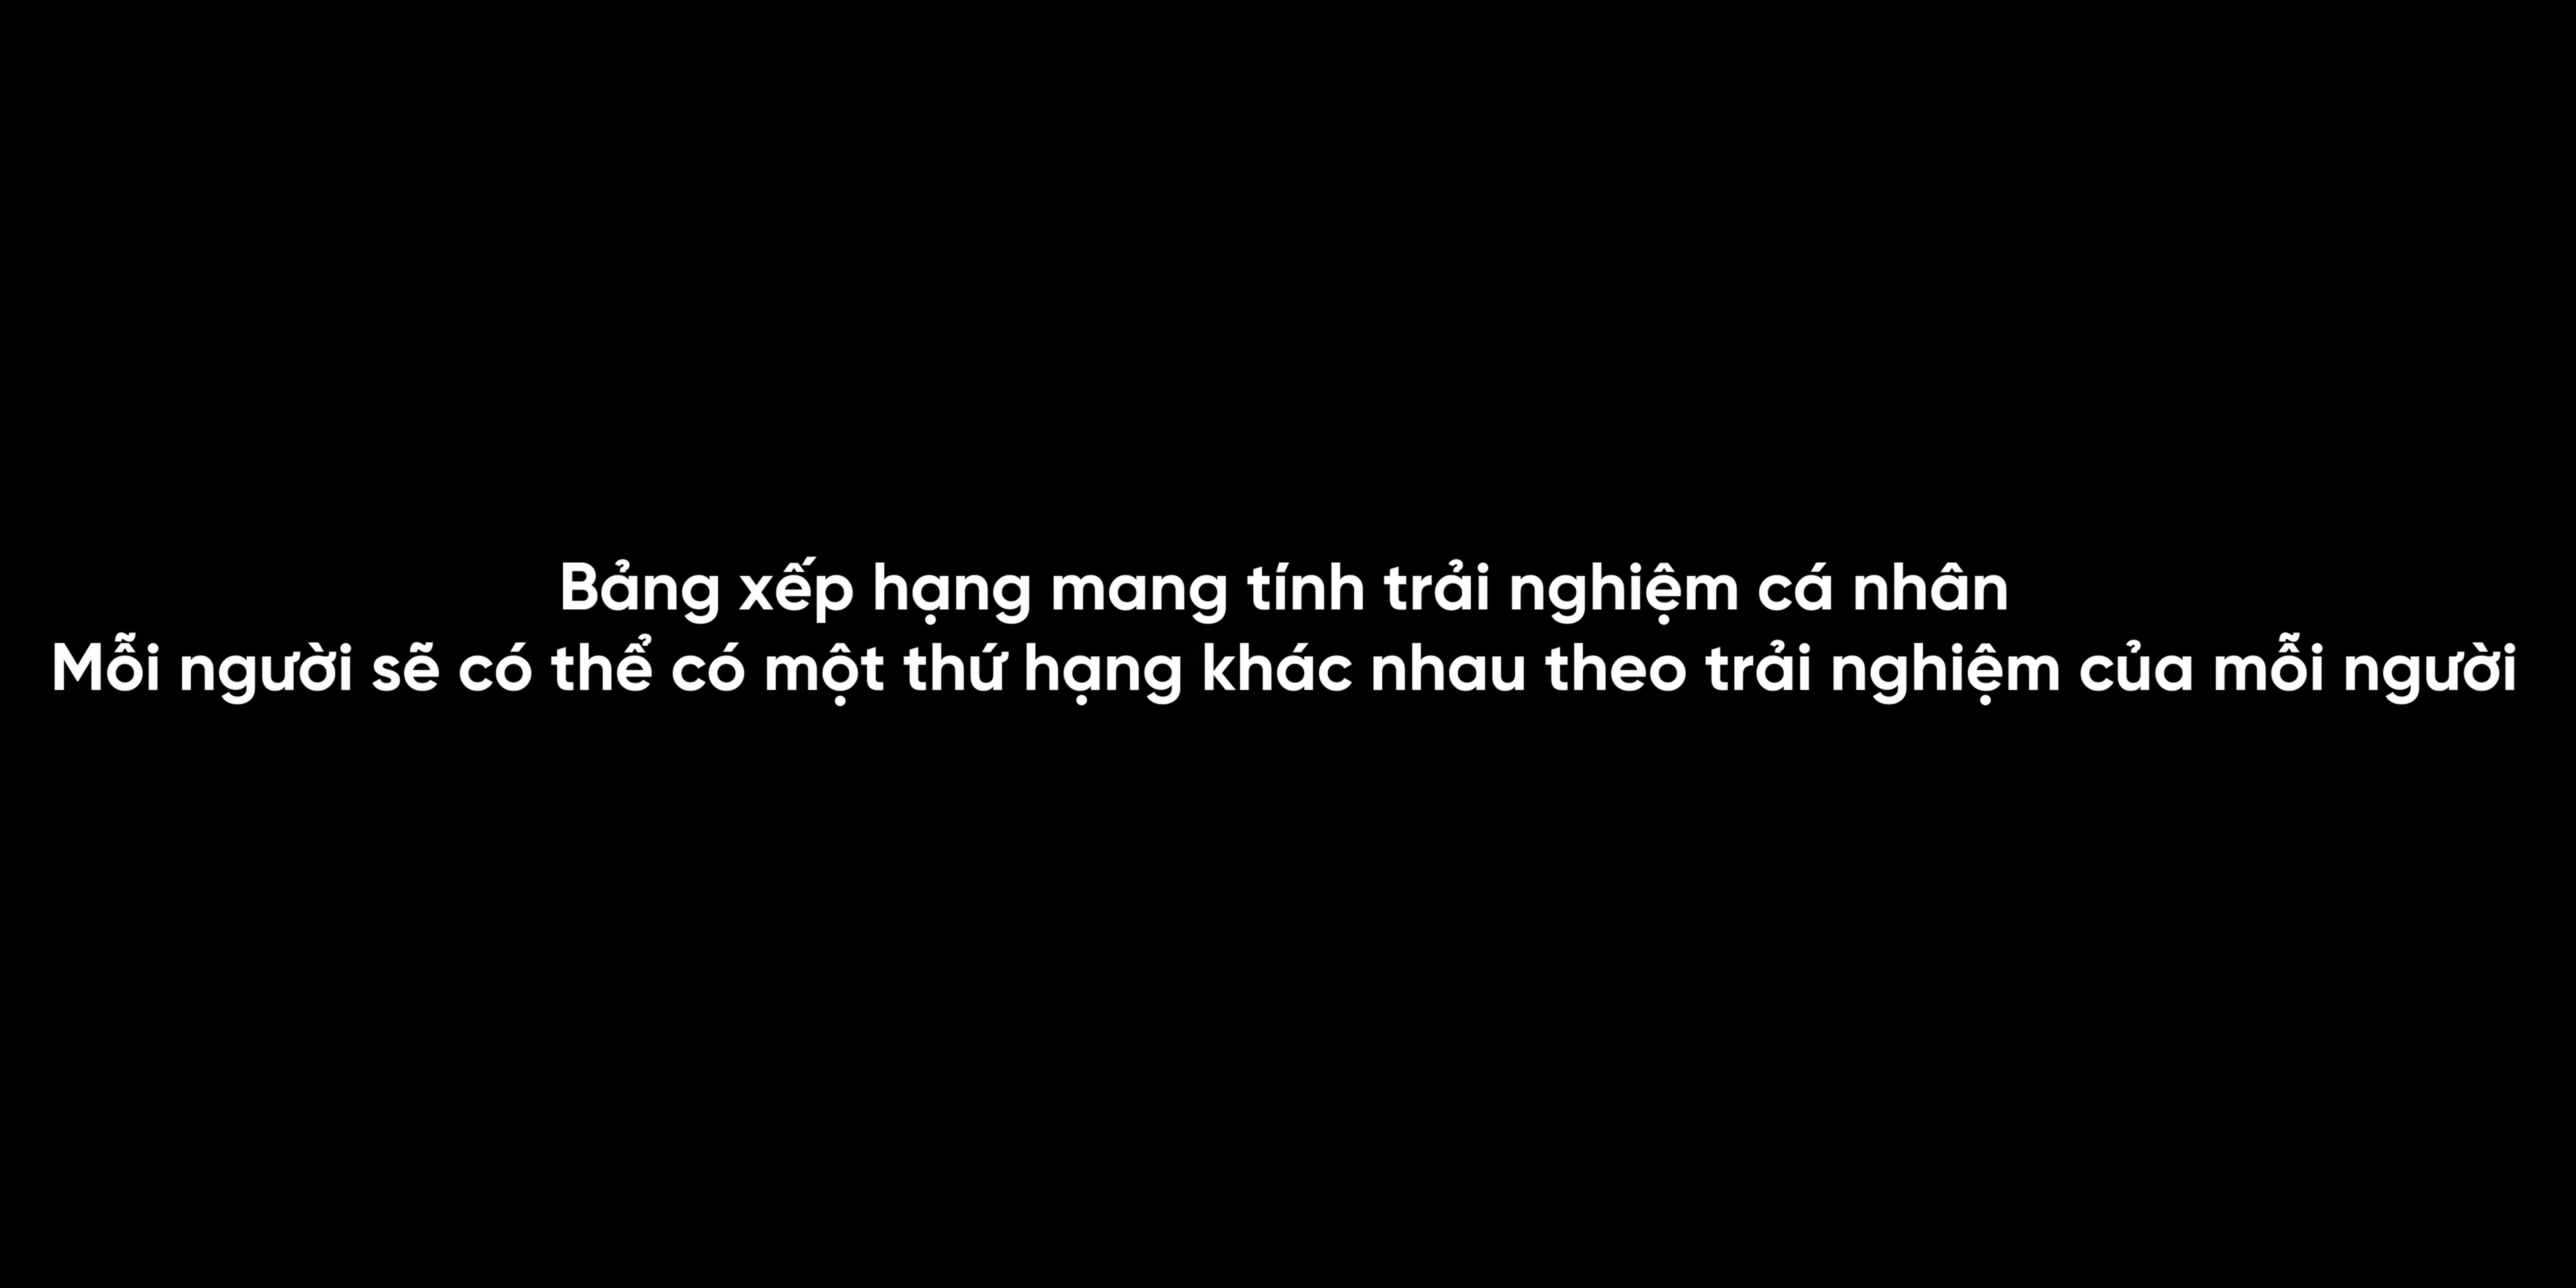 Bảng xếp hạng mang tính trải nghiệm cá nhân
Mỗi người sẽ có thể có một thứ hạng khác nhau theo trải nghiệm của mỗi người